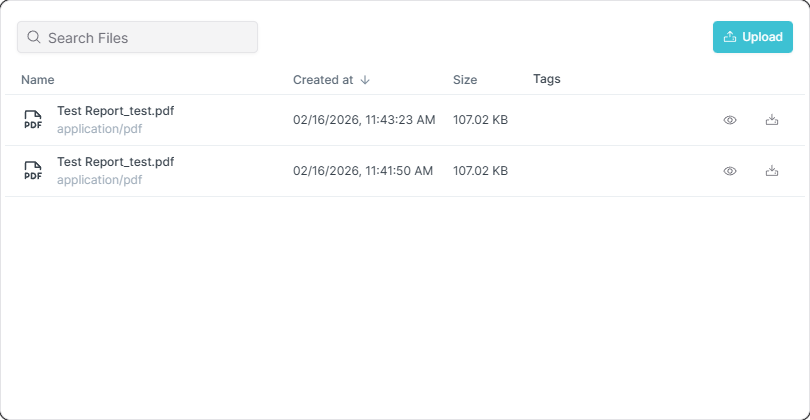 Search Files
Upload
Name Created at Size Tags
PDF
Test Report_test.pdf
application/pdf
02/16/2026, 11:43:23 AM 107.02 KB
PDF
Test Report_test.pdf
application/pdf
02/16/2026, 11:41:50 AM 107.02 KB